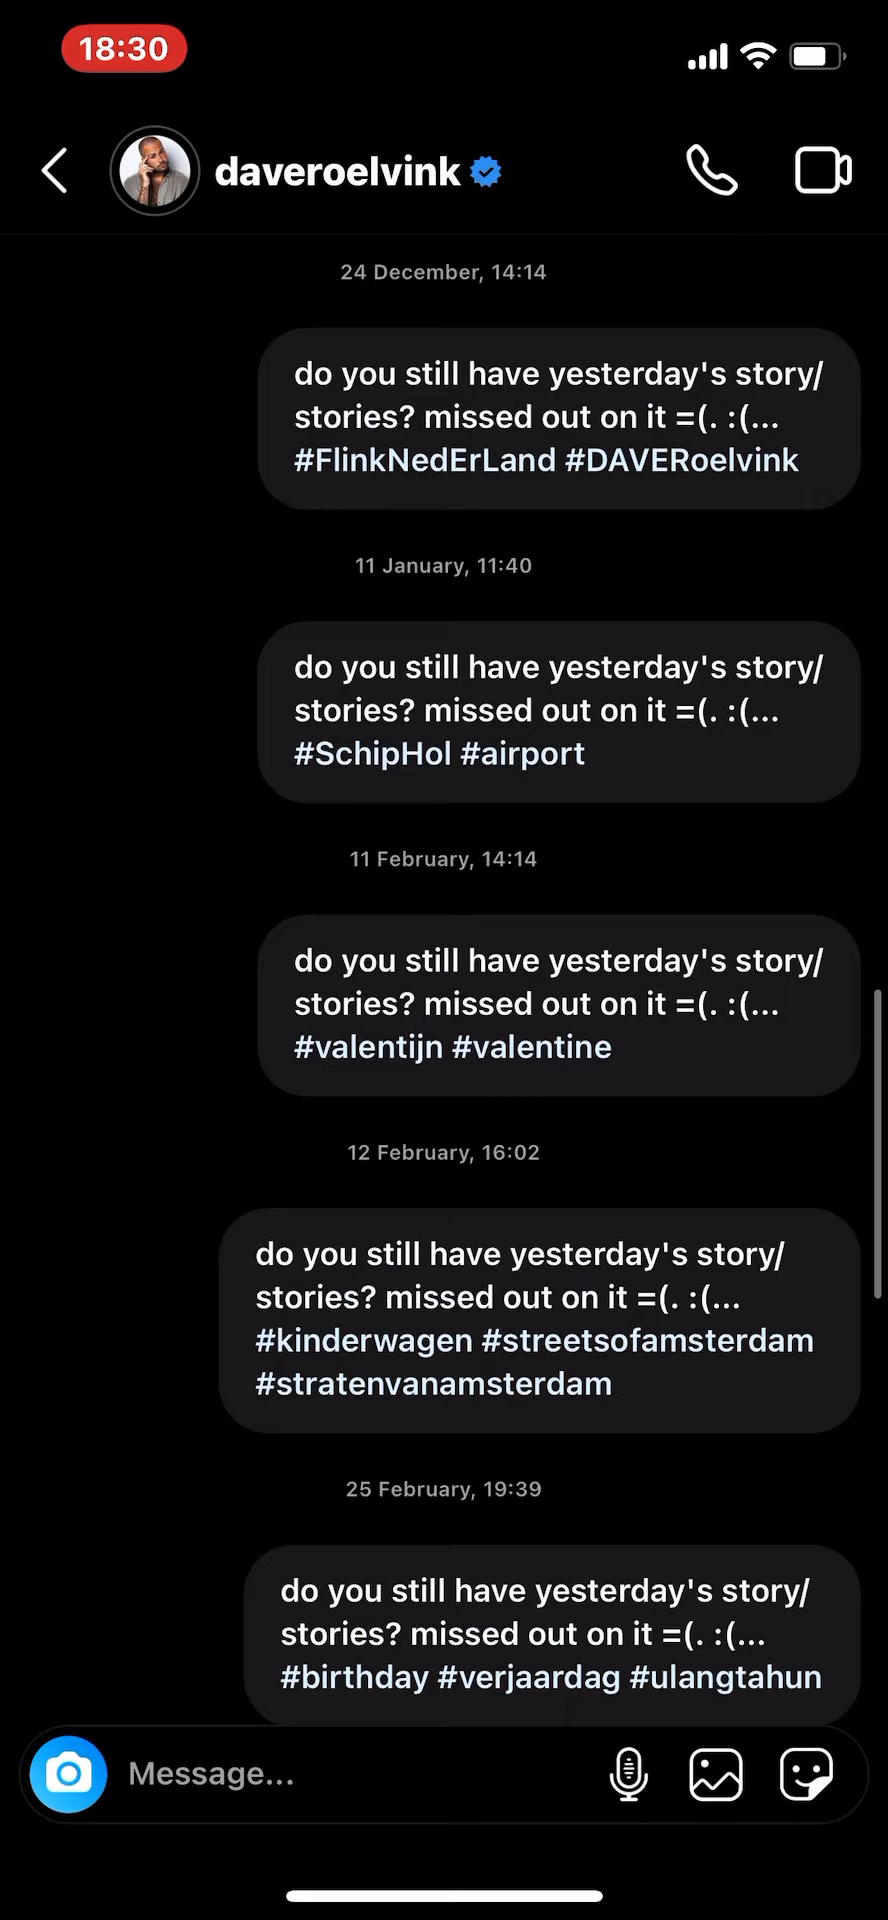 18:30
daveroelvink
24 December, 14:14
do you still have yesterday's story/
stories? missed out on it =(. :(...
#FlinkNedErLand #DAVERoelvink
11 January, 11:40
do you still have yesterday's story/
stories? missed out on it =(. :(...
#SchipHol #airport
11 February, 14:14
do you still have yesterday's story/
stories? missed out on it =(. :(...
#valentijn #valentine
12 February, 16:02
do you still have yesterday's story/
stories? missed out on it =(. :(...
#kinderwagen #streetsofamsterdam
#stratenvanamsterdam
25 February, 19:39
do you still have yesterday's story/
stories? missed out on it =(. :(...
#birthday #verjaardag #ulangtahun
Message...